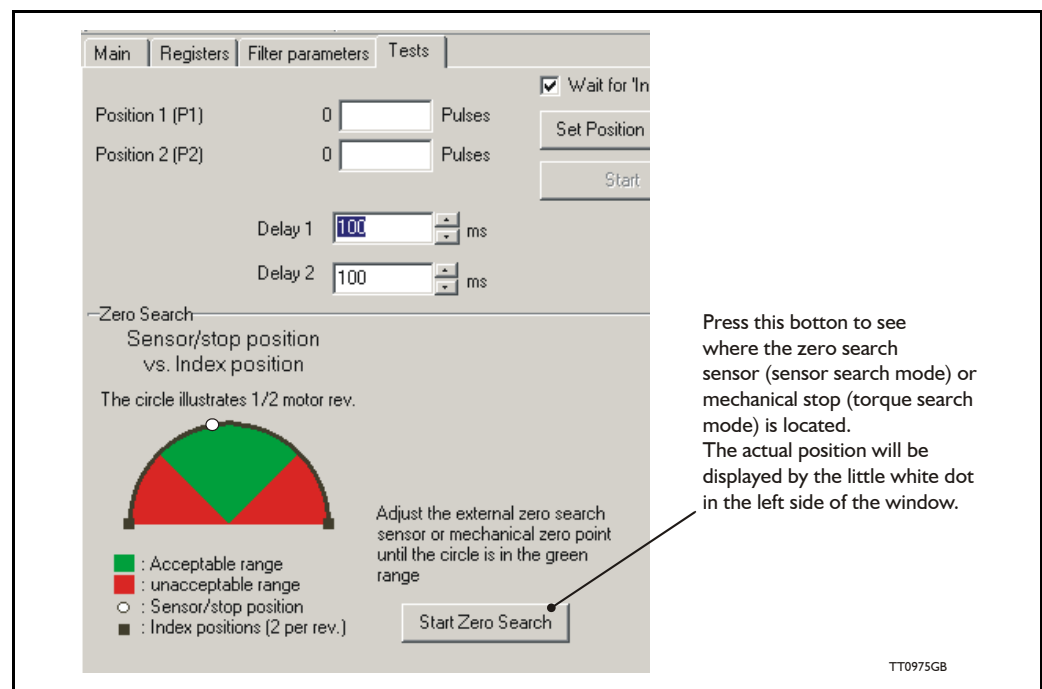 Main Registers Filter parameters Tests
Wait for 'In
Position 1 (P1) 0 Pulses
Set Position
Position 2 (P2) 0 Pulses
Start
Delay 1 100 ms
Delay 2 100 ms
Zero Search
Sensor/stop position
vs. Index position
The circle illustrates 1/2 motor rev.
Adjust the external zero search
sensor or mechanical zero point
until the circle is in the green
range
: Acceptable range
: unacceptable range
: Sensor/stop position
: Index positions (2 per rev.)
Start Zero Search
Press this botton to see
where the zero search
sensor (sensor search mode) or
mechanical stop (torque search
mode) is located.
The actual position will be
displayed by the little white dot
in the left side of the window.
TT0975GB